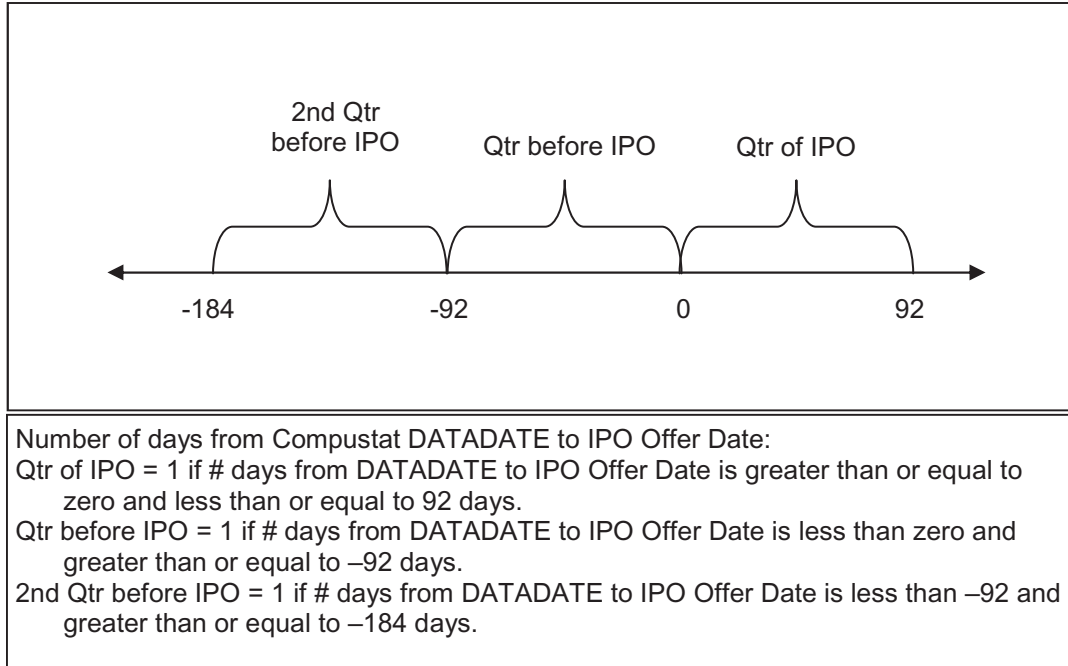 2nd Qtr
before IPO
Qtr before IPO
Qtr of IPO
-184
-92
0
92
Number of days from Compustat DATADATE to IPO Offer Date:
Qtr of IPO = 1 if # days from DATADATE to IPO Offer Date is greater than or equal to
zero and less than or equal to 92 days.
Qtr before IPO = 1 if # days from DATADATE to IPO Offer Date is less than zero and
greater than or equal to –92 days.
2nd Qtr before IPO = 1 if # days from DATADATE to IPO Offer Date is less than –92 and
greater than or equal to –184 days.